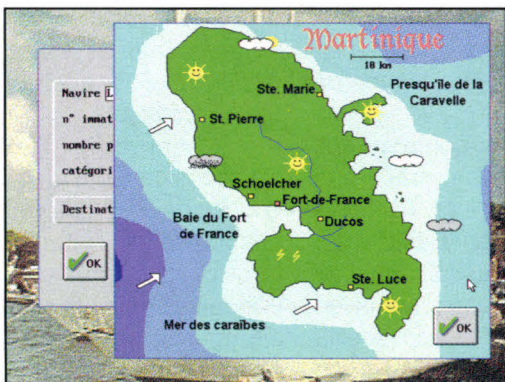 Martinique
18 km
Presqu'île de la
Caravelle
Ste. Marie
St. Pierre
Schoelcher
Fort-de-France
Baie du Fort
de France
Ducos
Ste. Luce
Mer des caraïbes
OK
Navire L
n° immat
nombre p
catégori
Destinat
OK